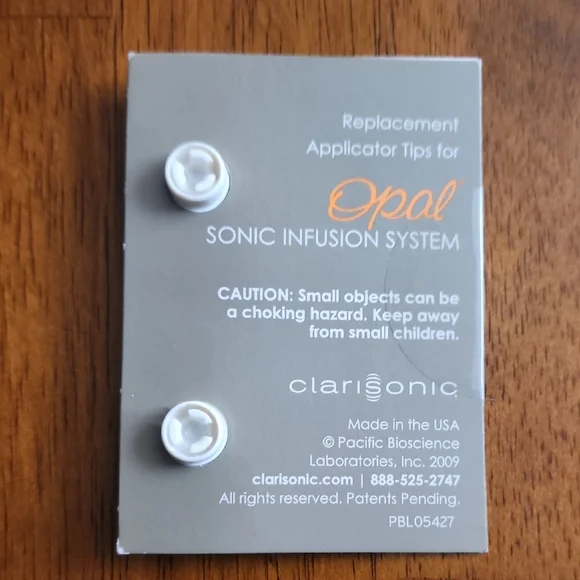 Replacement
Applicator Tips for
Opal
SONIC INFUSION SYSTEM
CAUTION: Small objects can be
a choking hazard. Keep away
from small children.
clarisonic
Made in the USA
© Pacific Bioscience
Laboratories, Inc. 2009
clarisonic.com | 888-525-2747
All rights reserved. Patents Pending.
PBL05427